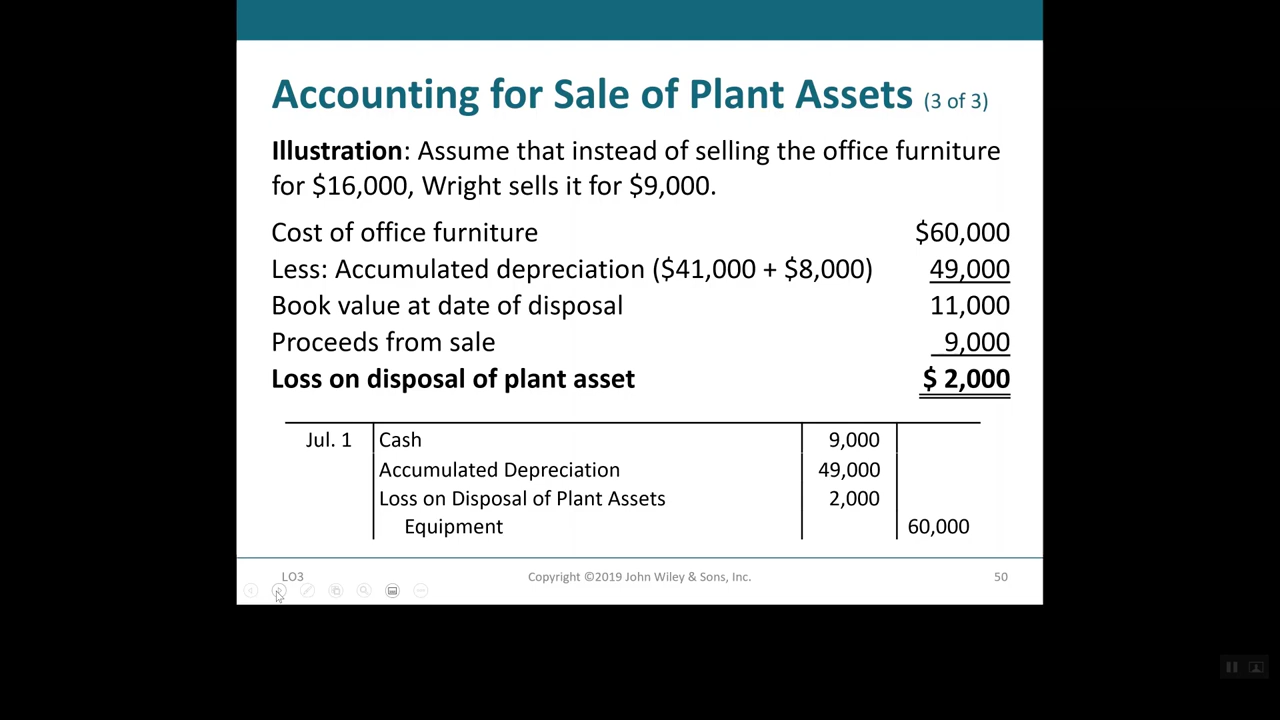 Accounting for Sale of Plant Assets (3 of 3)
Illustration: Assume that instead of selling the office furniture
for $16,000, Wright sells it for $9,000.
Cost of office furniture $60,000
Less: Accumulated depreciation ($41,000 + $8,000) 49,000
Book value at date of disposal 11,000
Proceeds from sale 9,000
Loss on disposal of plant asset $ 2,000
Jul. 1 Cash 9,000
Accumulated Depreciation 49,000
Loss on Disposal of Plant Assets 2,000
Equipment 60,000
LO3 Copyright ©2019 John Wiley & Sons, Inc. 50